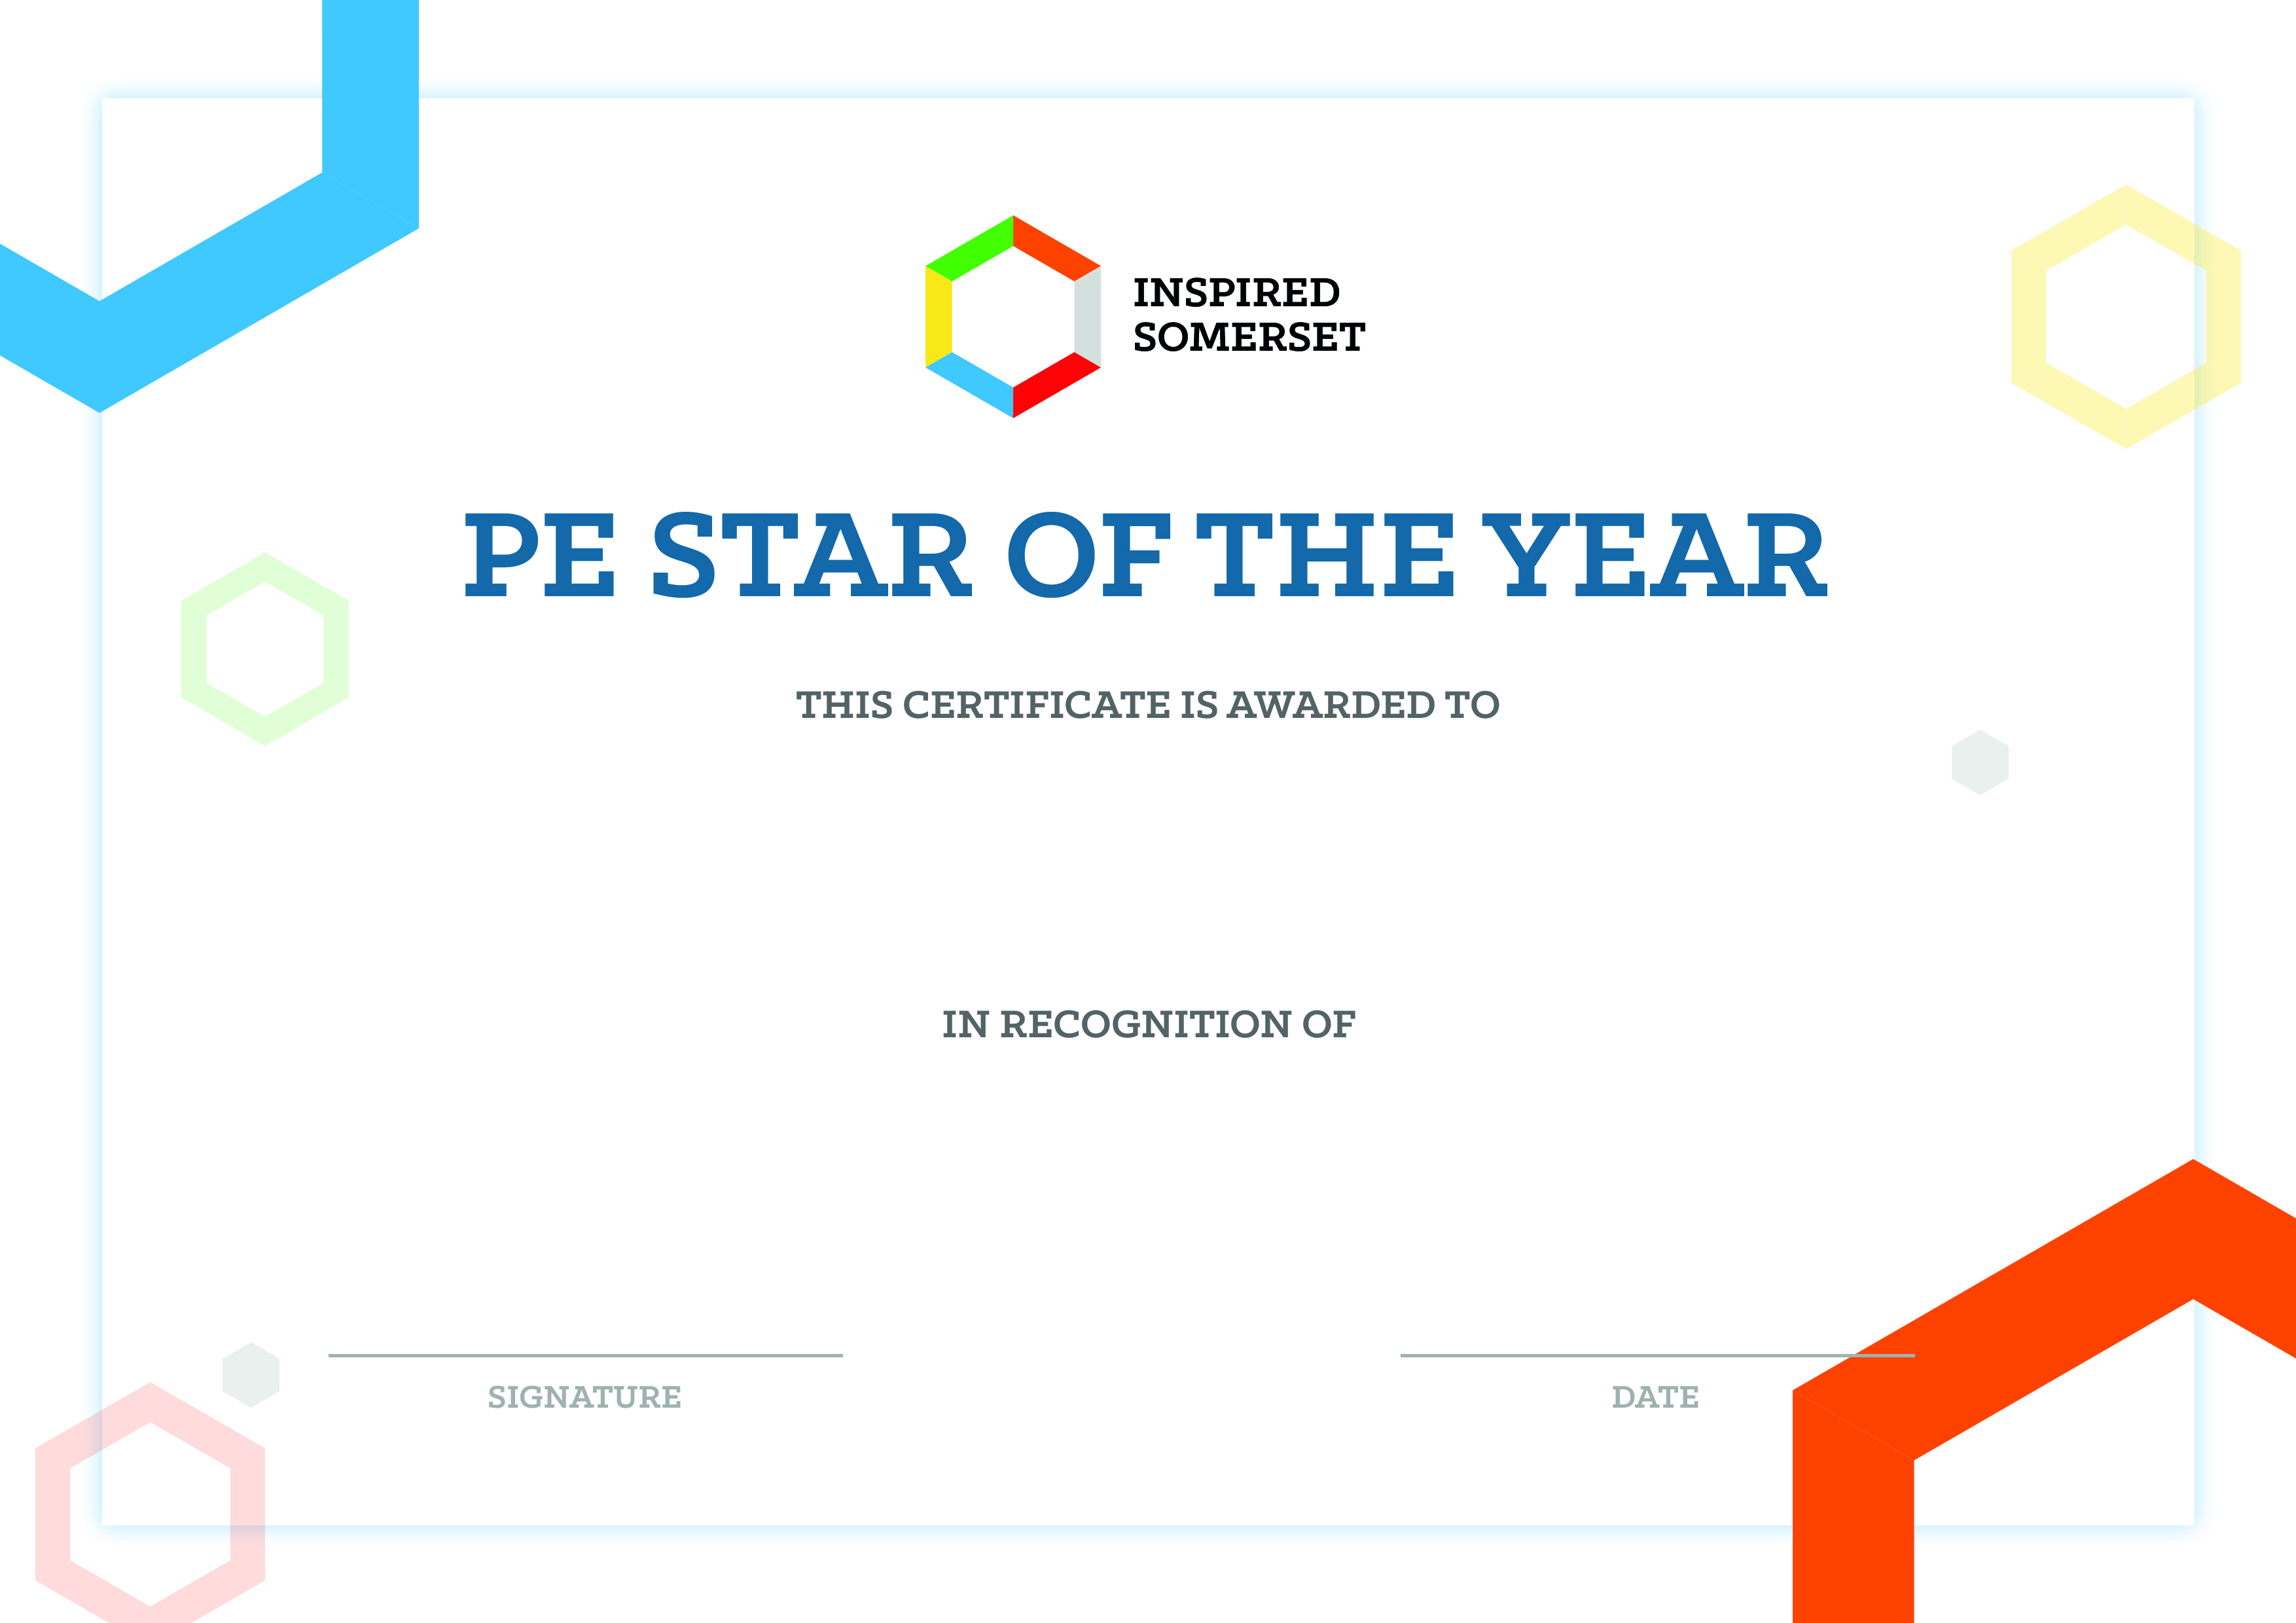 INSPIRED
SOMERSET
PE STAR OF THE YEAR
THIS CERTIFICATE IS AWARDED TO
IN RECOGNITION OF
SIGNATURE
DATE